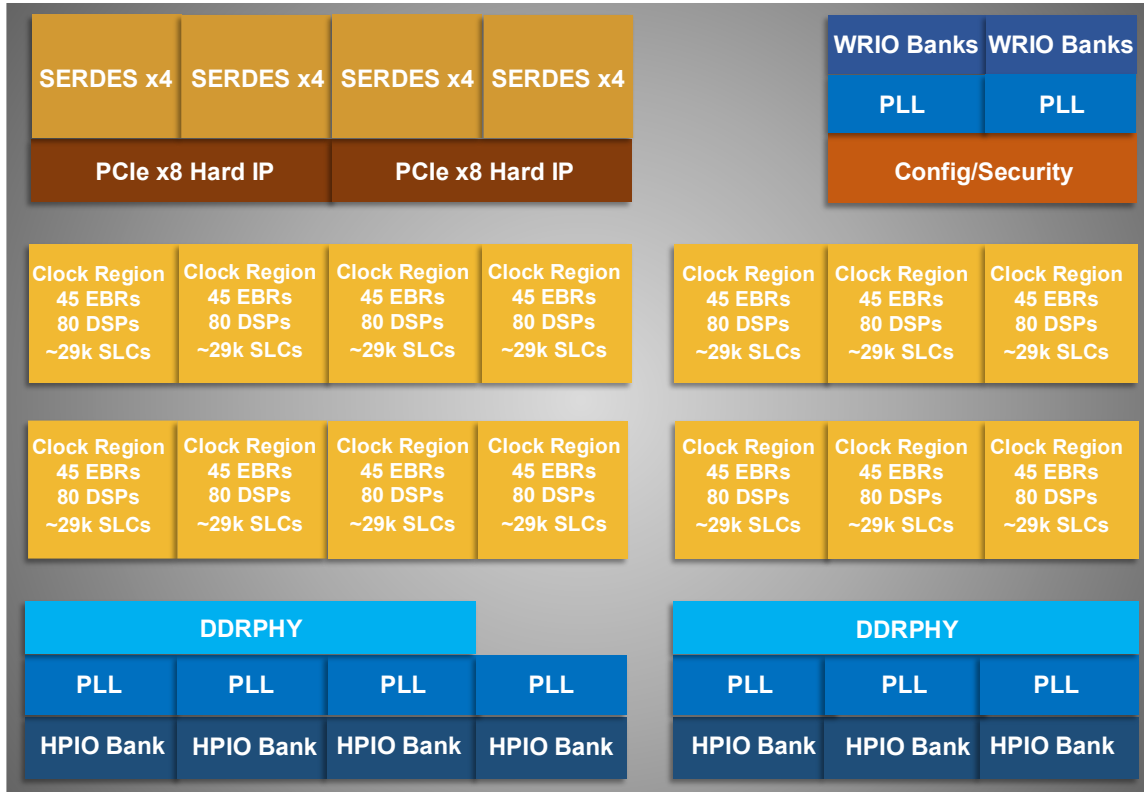 SERDES x4 SERDES x4 SERDES x4 SERDES x4
PCIe x8 Hard IP PCIe x8 Hard IP
WRIO Banks WRIO Banks
PLL PLL
Config/Security
Clock Region Clock Region Clock Region Clock Region Clock Region Clock Region Clock Region
45 EBRs 45 EBRs 45 EBRs 45 EBRs 45 EBRs 45 EBRs 45 EBRs
80 DSPs 80 DSPs 80 DSPs 80 DSPs 80 DSPs 80 DSPs 80 DSPs
~29k SLCs ~29k SLCs ~29k SLCs ~29k SLCs ~29k SLCs ~29k SLCs ~29k SLCs
Clock Region Clock Region Clock Region Clock Region Clock Region Clock Region Clock Region
45 EBRs 45 EBRs 45 EBRs 45 EBRs 45 EBRs 45 EBRs 45 EBRs
80 DSPs 80 DSPs 80 DSPs 80 DSPs 80 DSPs 80 DSPs 80 DSPs
~29k SLCs ~29k SLCs ~29k SLCs ~29k SLCs ~29k SLCs ~29k SLCs ~29k SLCs
DDRPHY DDRPHY
PLL PLL PLL PLL PLL PLL PLL
HPIO Bank HPIO Bank HPIO Bank HPIO Bank HPIO Bank HPIO Bank HPIO Bank